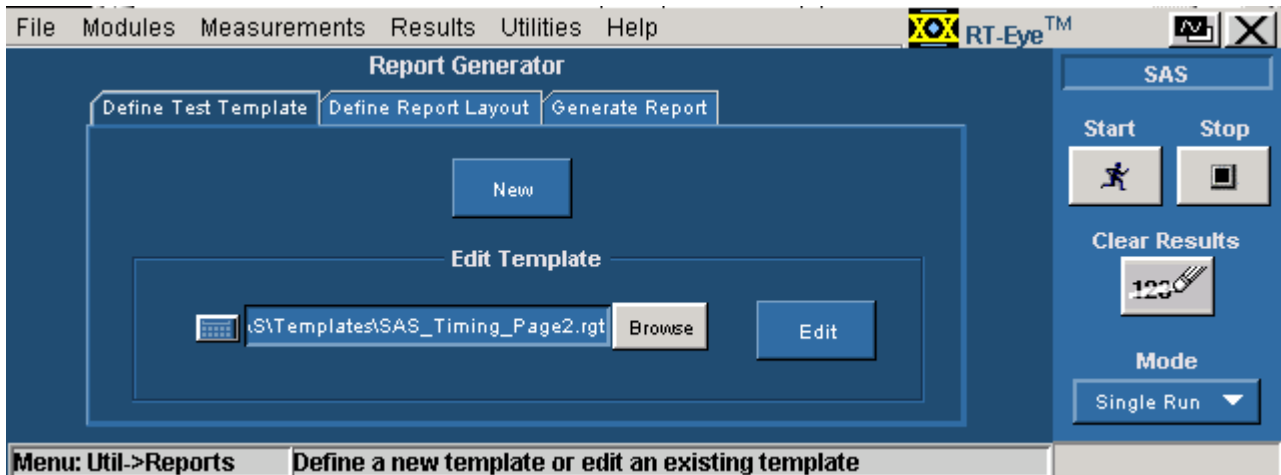 File Modules Measurements Results Utilities Help RT-Eye™
Report Generator
Define Test Template Define Report Layout Generate Report
New
Edit Template
\S\Templates\SAS_Timing_Page2.rgt Browse Edit
SAS
Start Stop
Clear Results
123
Mode
Single Run
Menu: Util->Reports Define a new template or edit an existing template